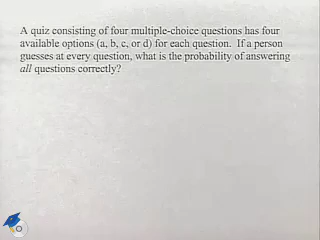 A quiz consisting of four multiple-choice questions has four
available options (a, b, c, or d) for each question.  If a person
guesses at every question, what is the probability of answering
all questions correctly?